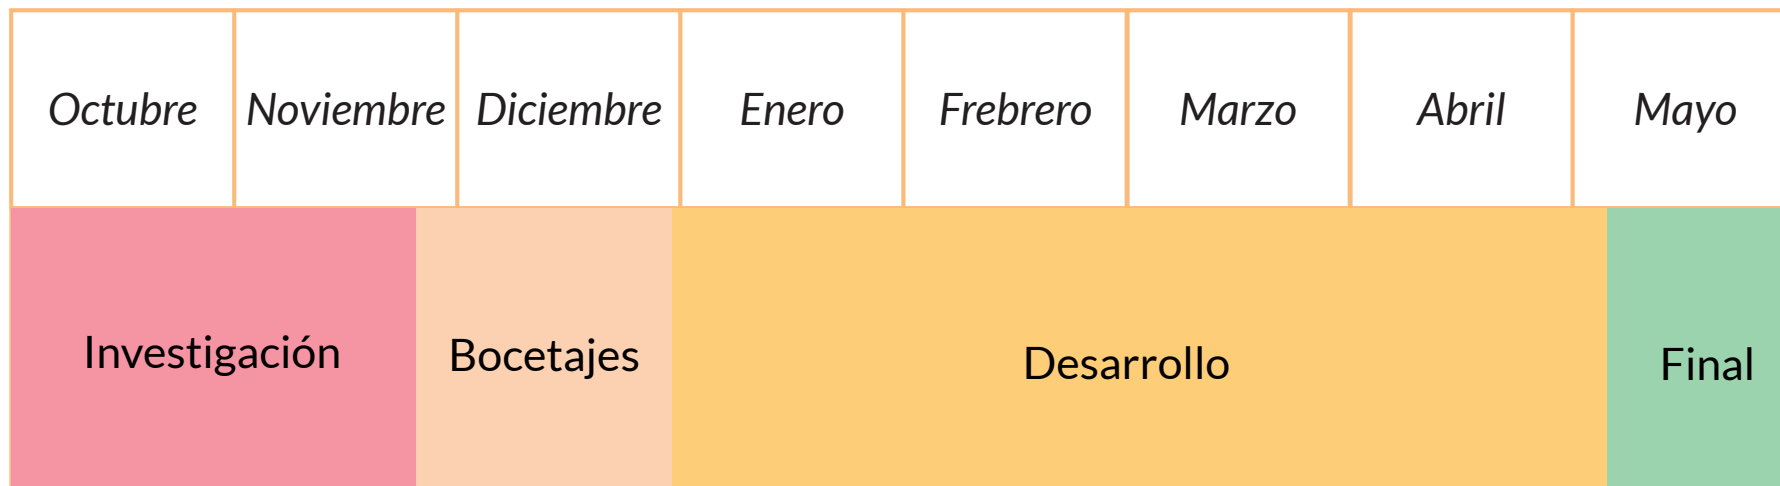 Octubre Noviembre Diciembre Enero Frebrero Marzo Abril Mayo
Investigación Bocetajes Desarrollo Final